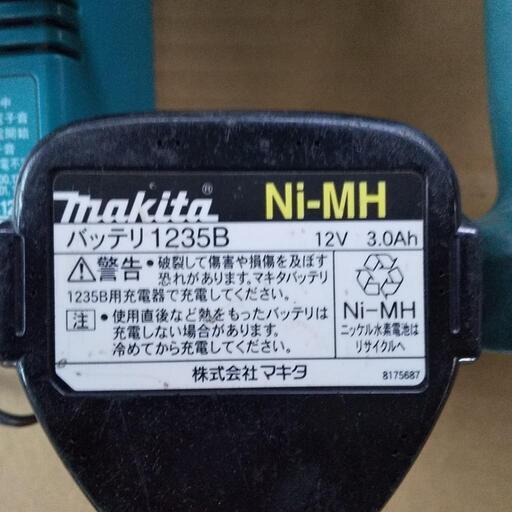 中
電子音
makita®
Ni-MH
バッテリ1235B
12V 3.0Ah
⚠警告 • 破裂して傷害や損傷を及ぼす
恐れがあります。マキタバッテリ
1235B用充電器で充電してください。
注 • 使用直後など熱をもったバッテリは
充電しない場合があります。
冷めてから充電してください。
Ni-MH
ニッケル水素電池は
リサイクルへ
株式会社マキタ
8175687